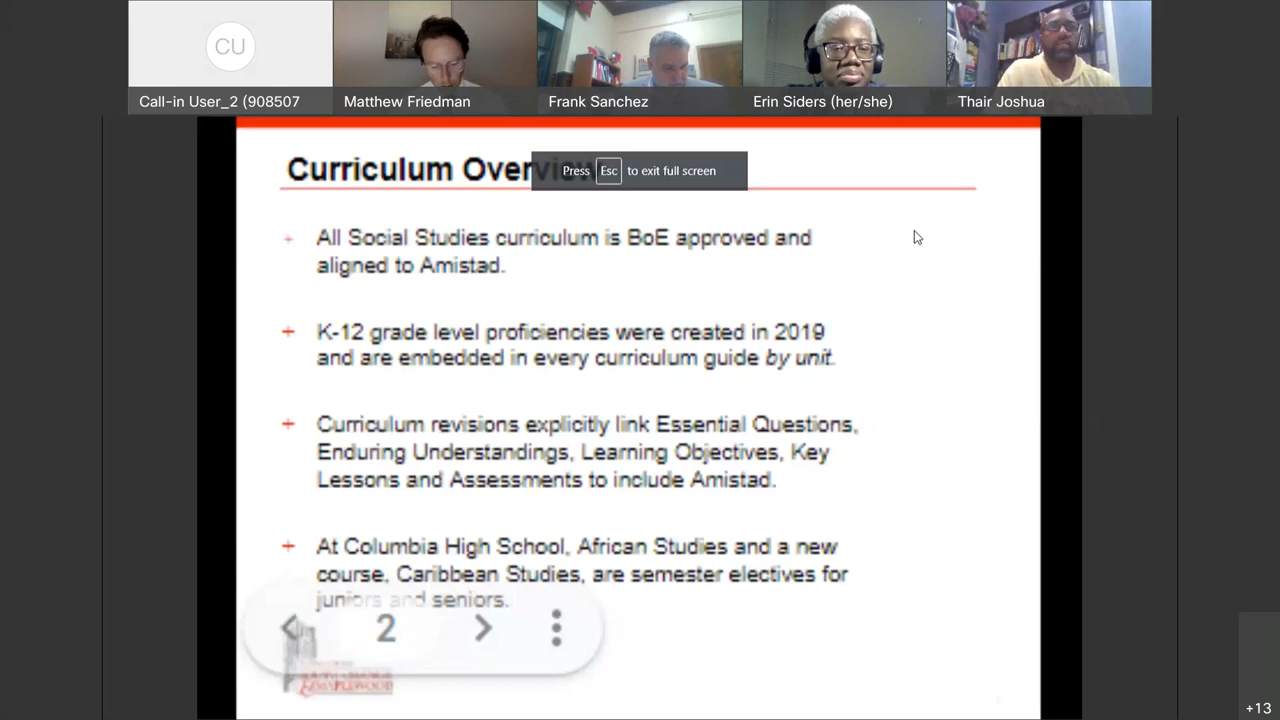 CU
Call-in User_2 (908507
Matthew Friedman
Frank Sanchez
Erin Siders (her/she)
Thair Joshua
Curriculum Overview
Press Esc to exit full screen
All Social Studies curriculum is BoE approved and
aligned to Amistad.
K-12 grade level proficiencies were created in 2019
and are embedded in every curriculum guide by unit.
Curriculum revisions explicitly link Essential Questions,
Enduring Understandings, Learning Objectives, Key
Lessons and Assessments to include Amistad.
At Columbia High School, African Studies and a new
course, Caribbean Studies, are semester electives for
juniors and seniors.
2
& MAPLEWOOD
+13